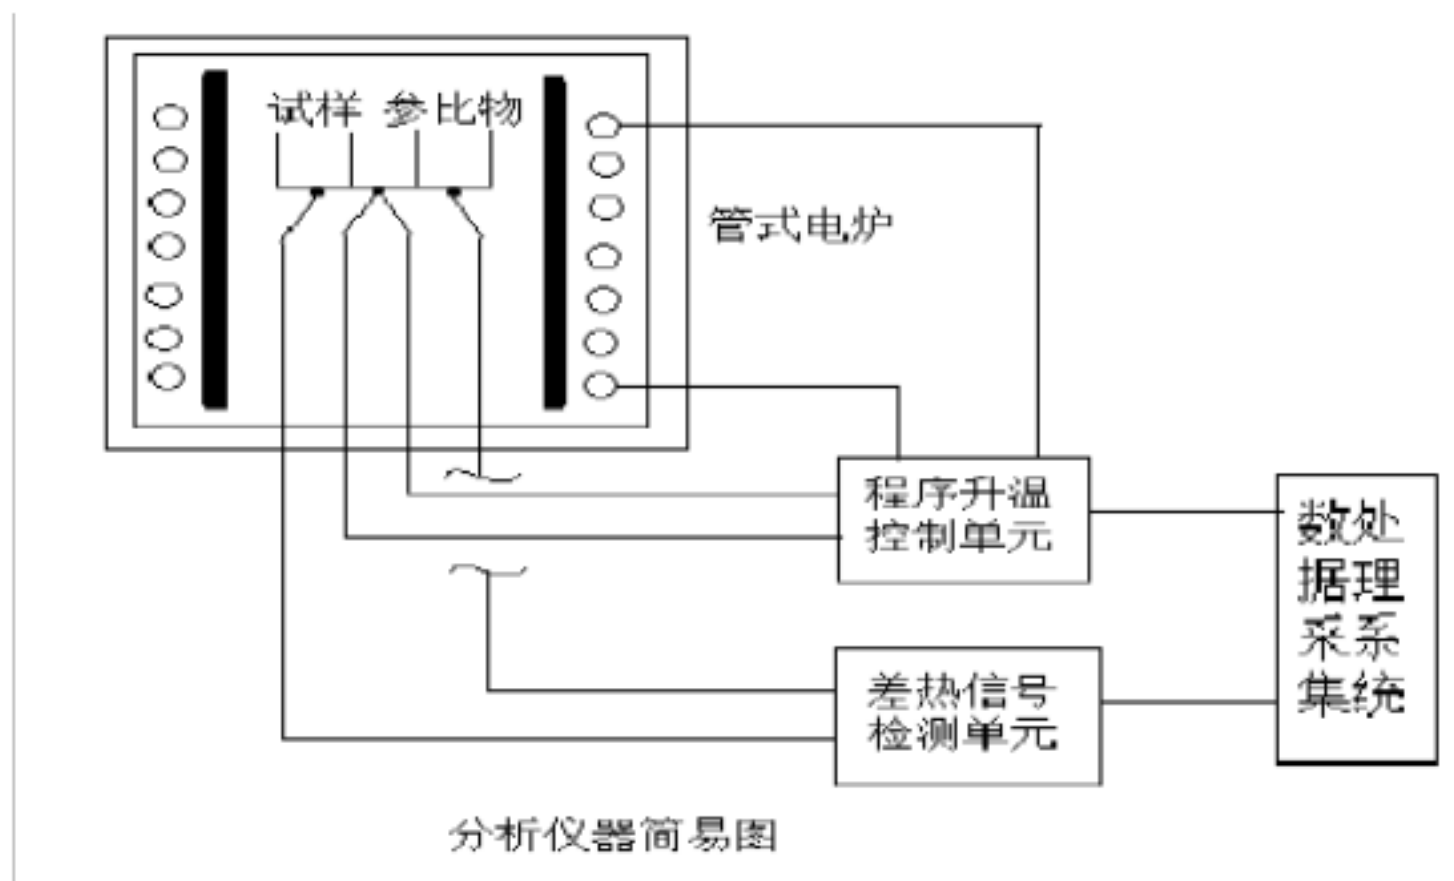 试样 参比物
管式电炉
程序升温
控制单元
数处
据理
采系
集统
差热信号
检测单元
分析仪器简易图